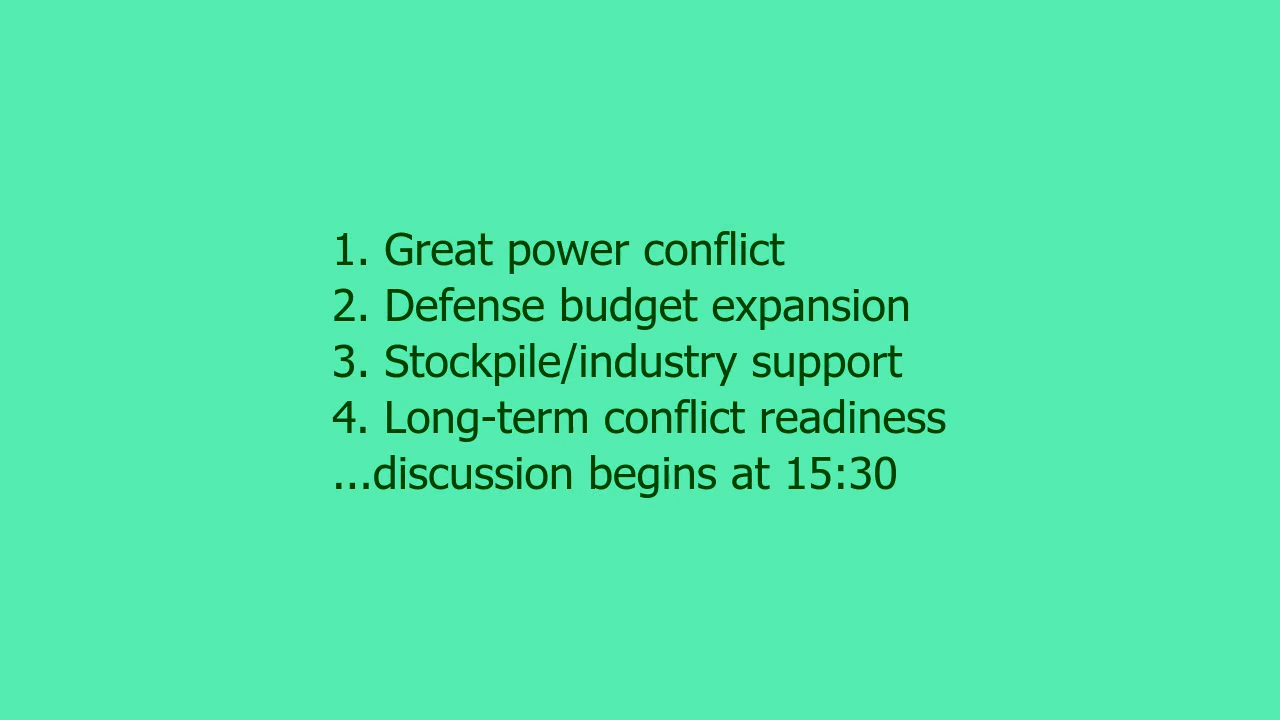 1. Great power conflict
2. Defense budget expansion
3. Stockpile/industry support
4. Long-term conflict readiness
...discussion begins at 15:30